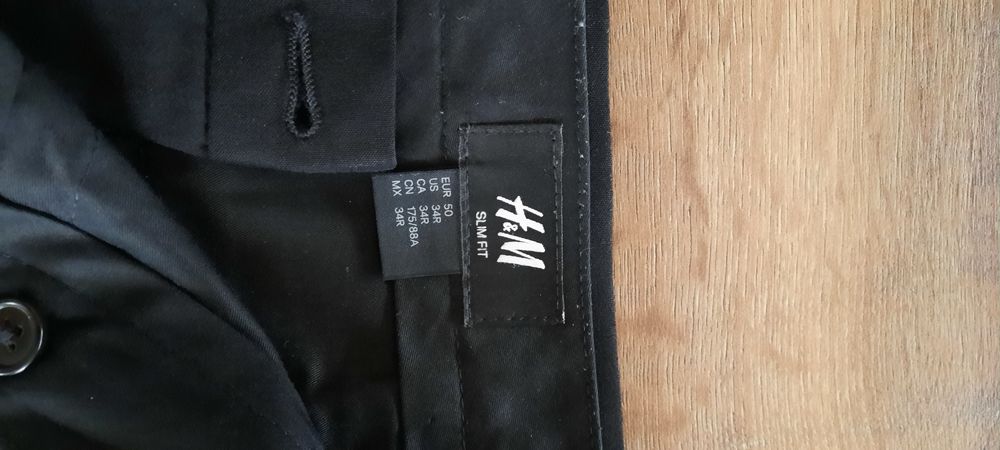 H&M
SLIM FIT
EUR 50
US 34R
CA 34R
CN 175/88A
MX 34R